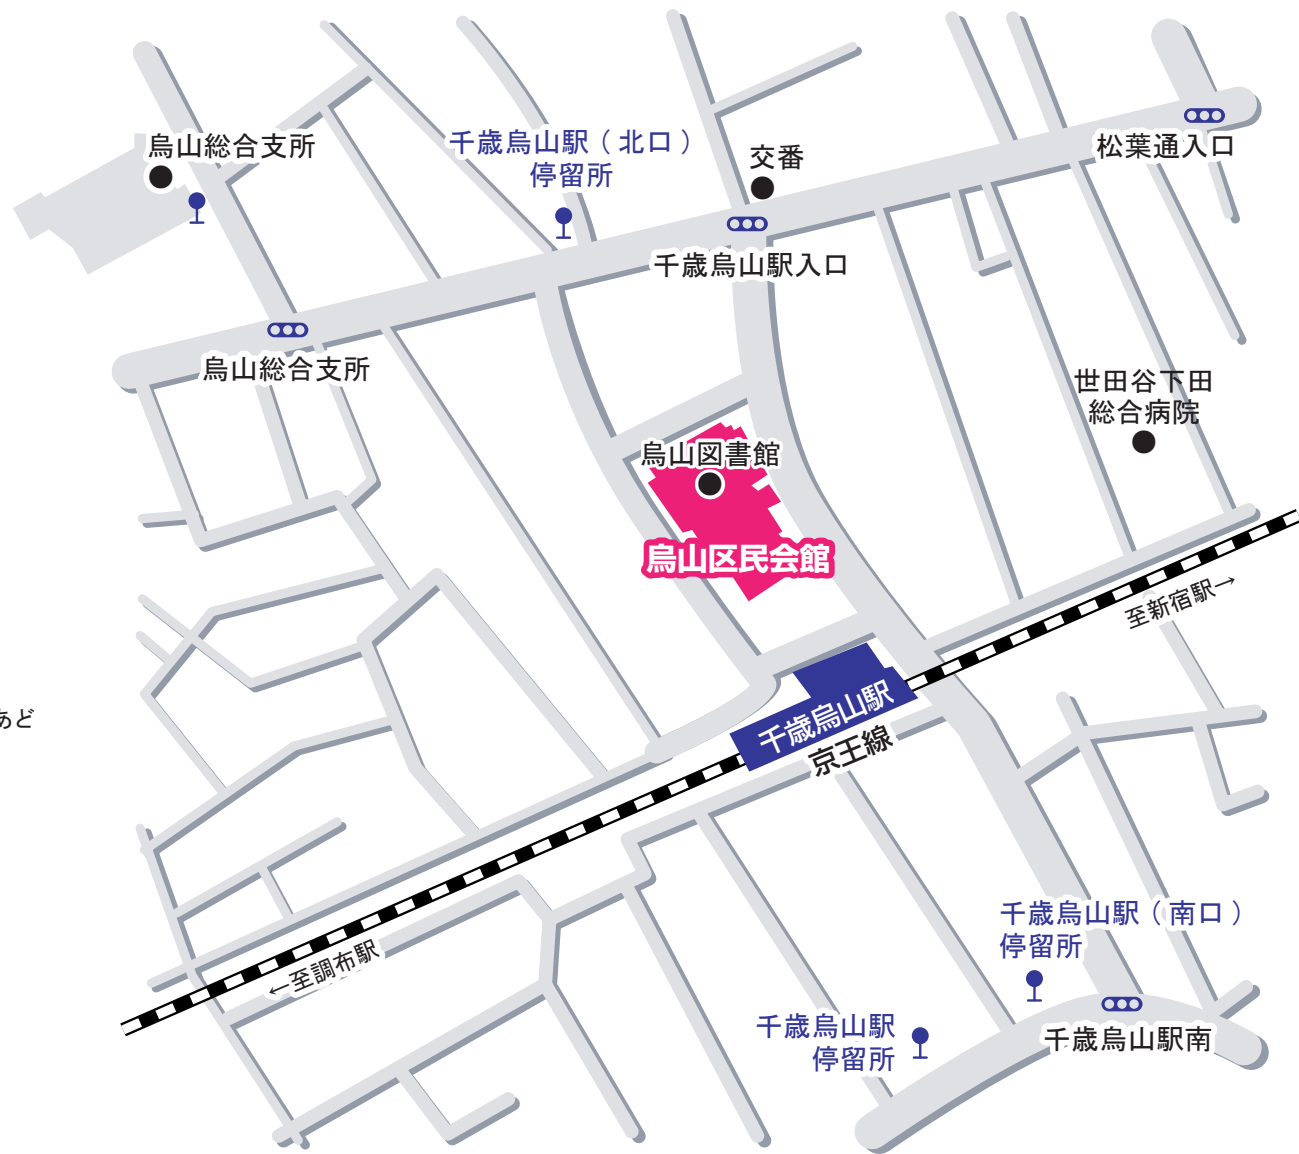 烏山総合支所
千歳烏山駅（北口）
停留所
交番
松葉通入口
千歳烏山駅入口
烏山総合支所
世田谷下田
総合病院
烏山図書館
烏山区民会館
至新宿駅→
あど
千歳烏山駅
京王線
←至調布駅
千歳烏山駅（南口）
停留所
千歳烏山駅
停留所
千歳烏山駅南